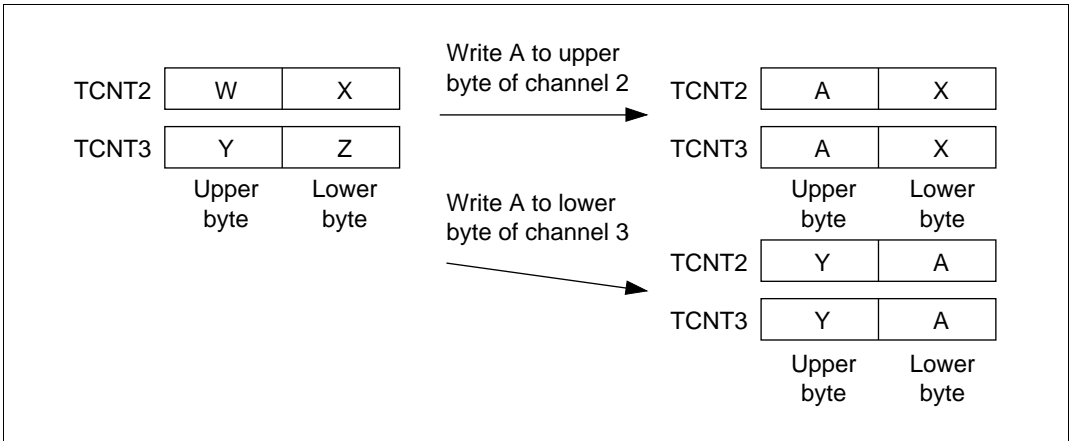 TCNT2 W X
TCNT3 Y Z
Upper byte Lower byte
Write A to upper
byte of channel 2
TCNT2 A X
TCNT3 A X
Upper byte Lower byte
Write A to lower
byte of channel 3
TCNT2 Y A
TCNT3 Y A
Upper byte Lower byte